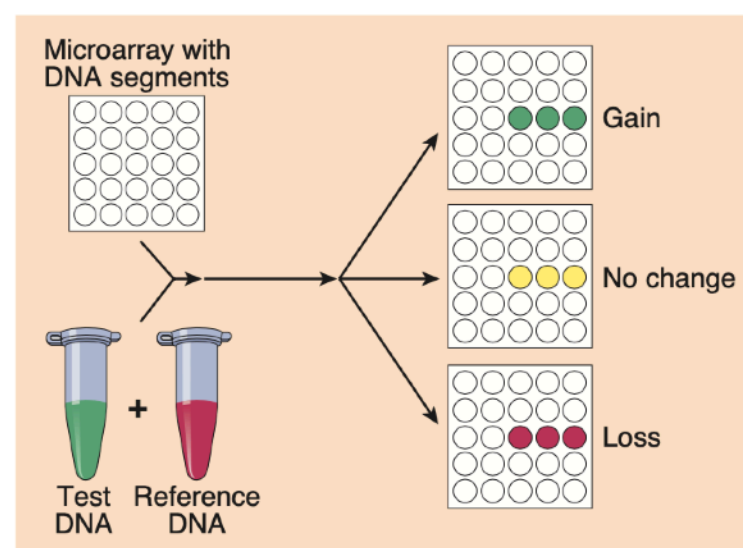 Microarray with
DNA segments
Gain
No change
Loss
+
Test
DNA
Reference
DNA